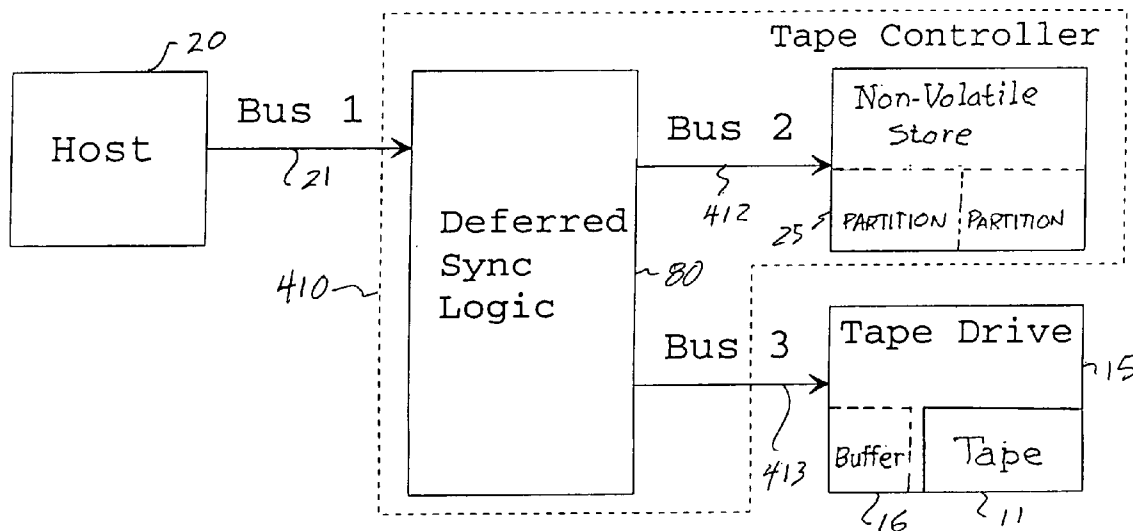 20
Tape Controller
Host
Bus 1
21
Non-Volatile
Store
Bus 2
412
25
PARTITION
PARTITION
Deferred
Sync
Logic
410
80
Bus 3
413
Tape Drive
15
Buffer
Tape
16
11